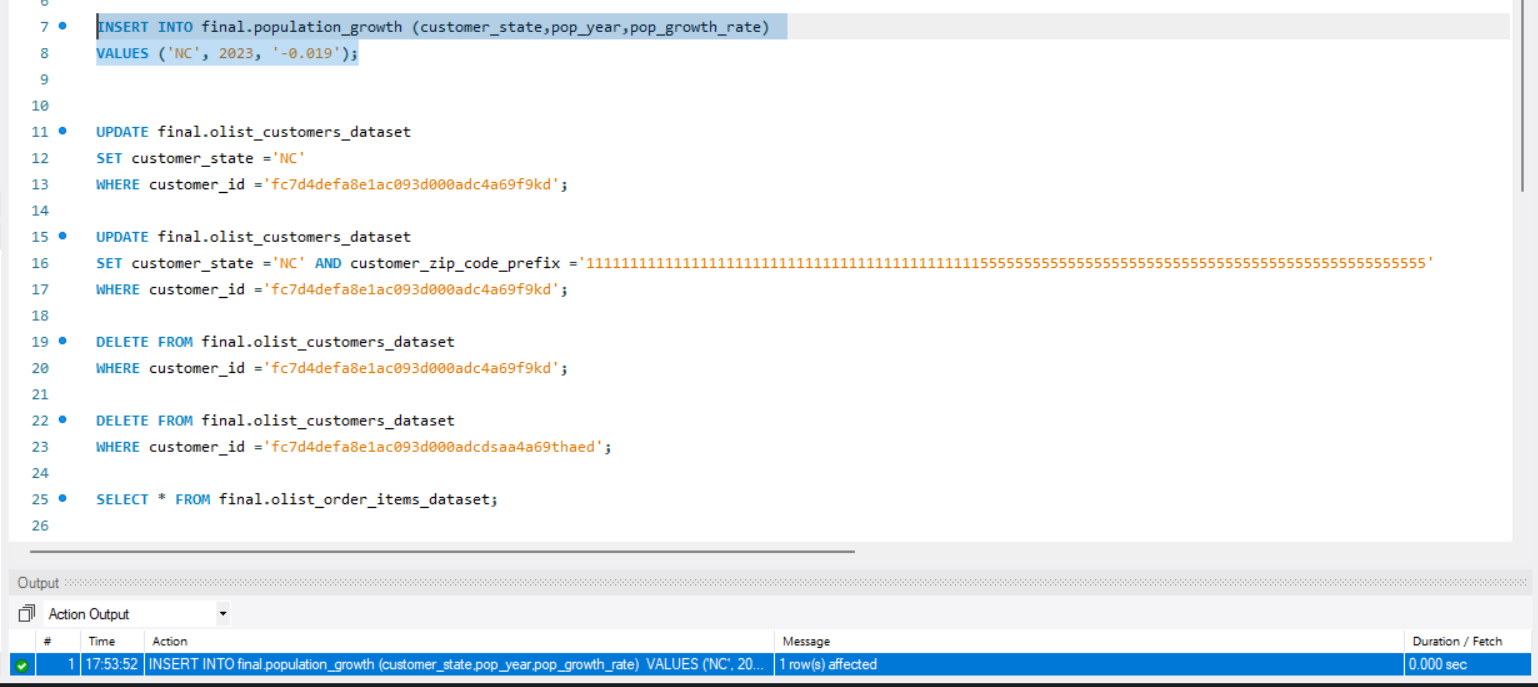 6
7 INSERT INTO final.population_growth (customer_state,pop_year,pop_growth_rate)
8 VALUES ('NC', 2023, '-0.019');
9
10
11 UPDATE final.olist_customers_dataset
12 SET customer_state ='NC'
13 WHERE customer_id ='fc7d4defa8e1ac093d000adc4a69f9kd';
14
15 UPDATE final.olist_customers_dataset
16 SET customer_state ='NC' AND customer_zip_code_prefix ='111111111111111111111111111111111111111111111555555555555555555555555555555555555555555555555555'
17 WHERE customer_id ='fc7d4defa8e1ac093d000adc4a69f9kd';
18
19 DELETE FROM final.olist_customers_dataset
20 WHERE customer_id ='fc7d4defa8e1ac093d000adc4a69f9kd';
21
22 DELETE FROM final.olist_customers_dataset
23 WHERE customer_id ='fc7d4defa8e1ac093d000adcdsaa4a69thaed';
24
25 SELECT * FROM final.olist_order_items_dataset;
26
Output
Action Output
# Time Action Message Duration / Fetch
1 17:53:52 INSERT INTO final.population_growth (customer_state,pop_year,pop_growth_rate) VALUES ('NC', 20... 1 row(s) affected 0.000 sec